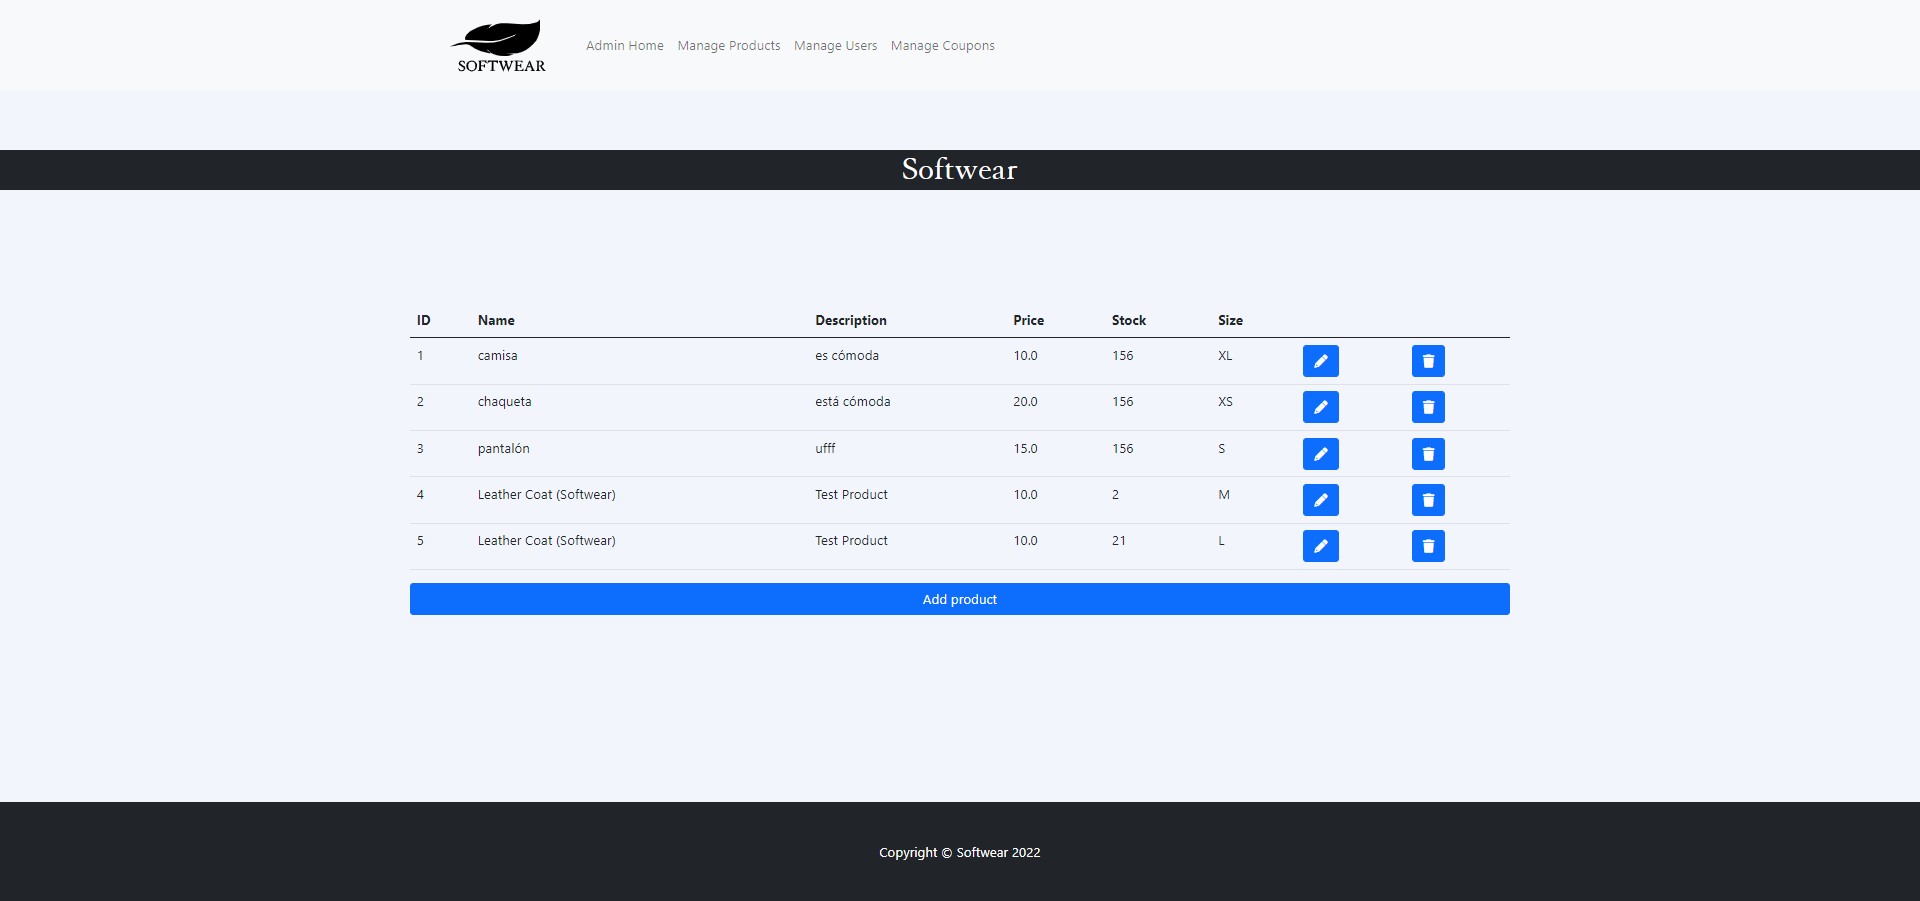 SOFTWEAR
Admin Home Manage Products Manage Users Manage Coupons
Softwear
ID Name Description Price Stock Size
1 camisa es cómoda 10.0 156 XL
2 chaqueta está cómoda 20.0 156 XS
3 pantalón ufff 15.0 156 S
4 Leather Coat (Softwear) Test Product 10.0 2 M
5 Leather Coat (Softwear) Test Product 10.0 21 L
Add product
Copyright © Softwear 2022